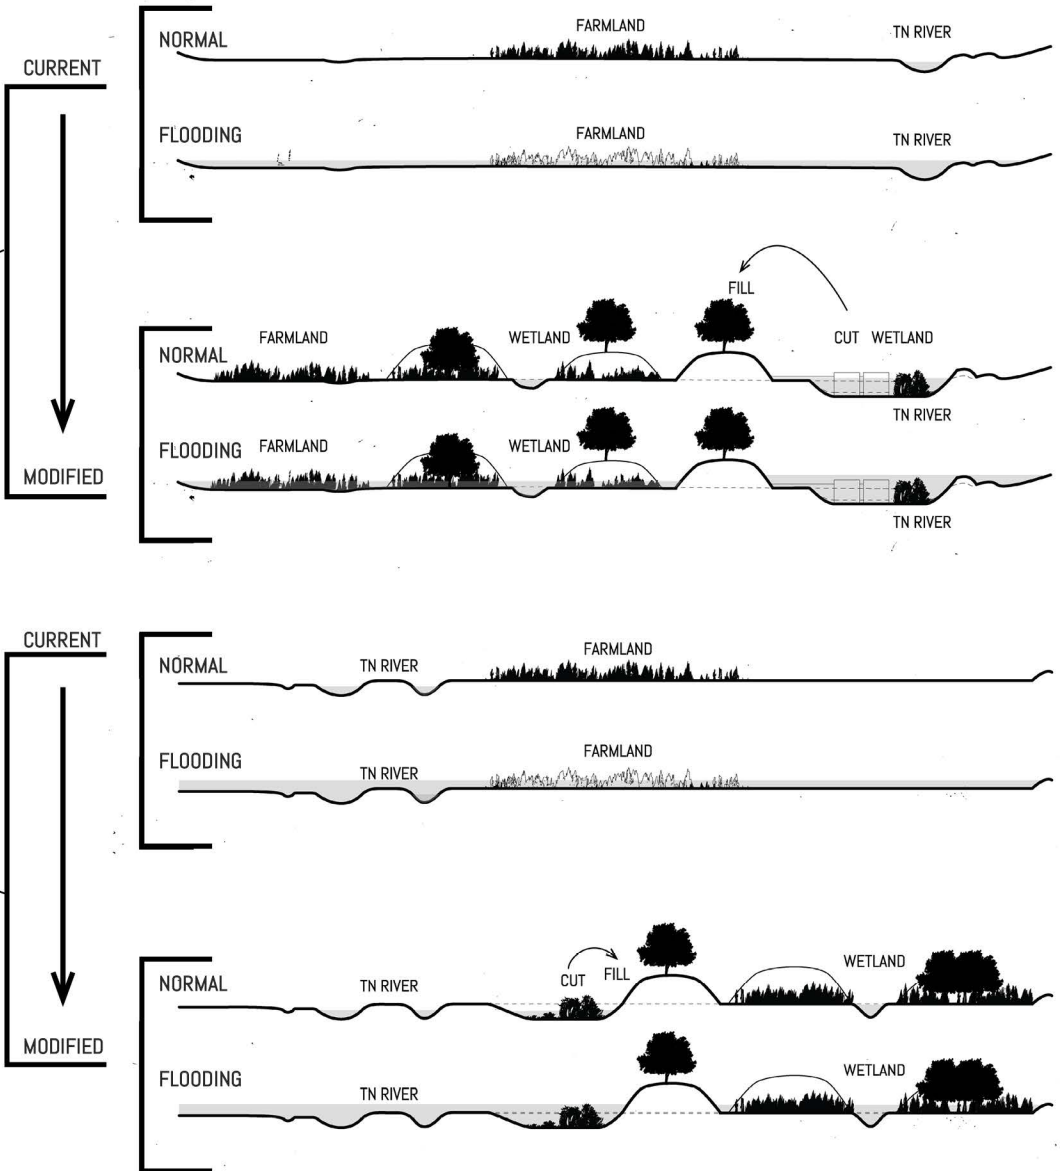 FARMLAND
NORMAL
TN RIVER
CURRENT
FLOODING
FARMLAND
TN RIVER
FILL
FARMLAND
WETLAND
CUT
WETLAND
NORMAL
TN RIVER
FLOODING
FARMLAND
WETLAND
MODIFIED
TN RIVER
CURRENT
NORMAL
TN RIVER
FARMLAND
FLOODING
FARMLAND
TN RIVER
NORMAL
TN RIVER
CUT
FILL
WETLAND
MODIFIED
FLOODING
TN RIVER
WETLAND